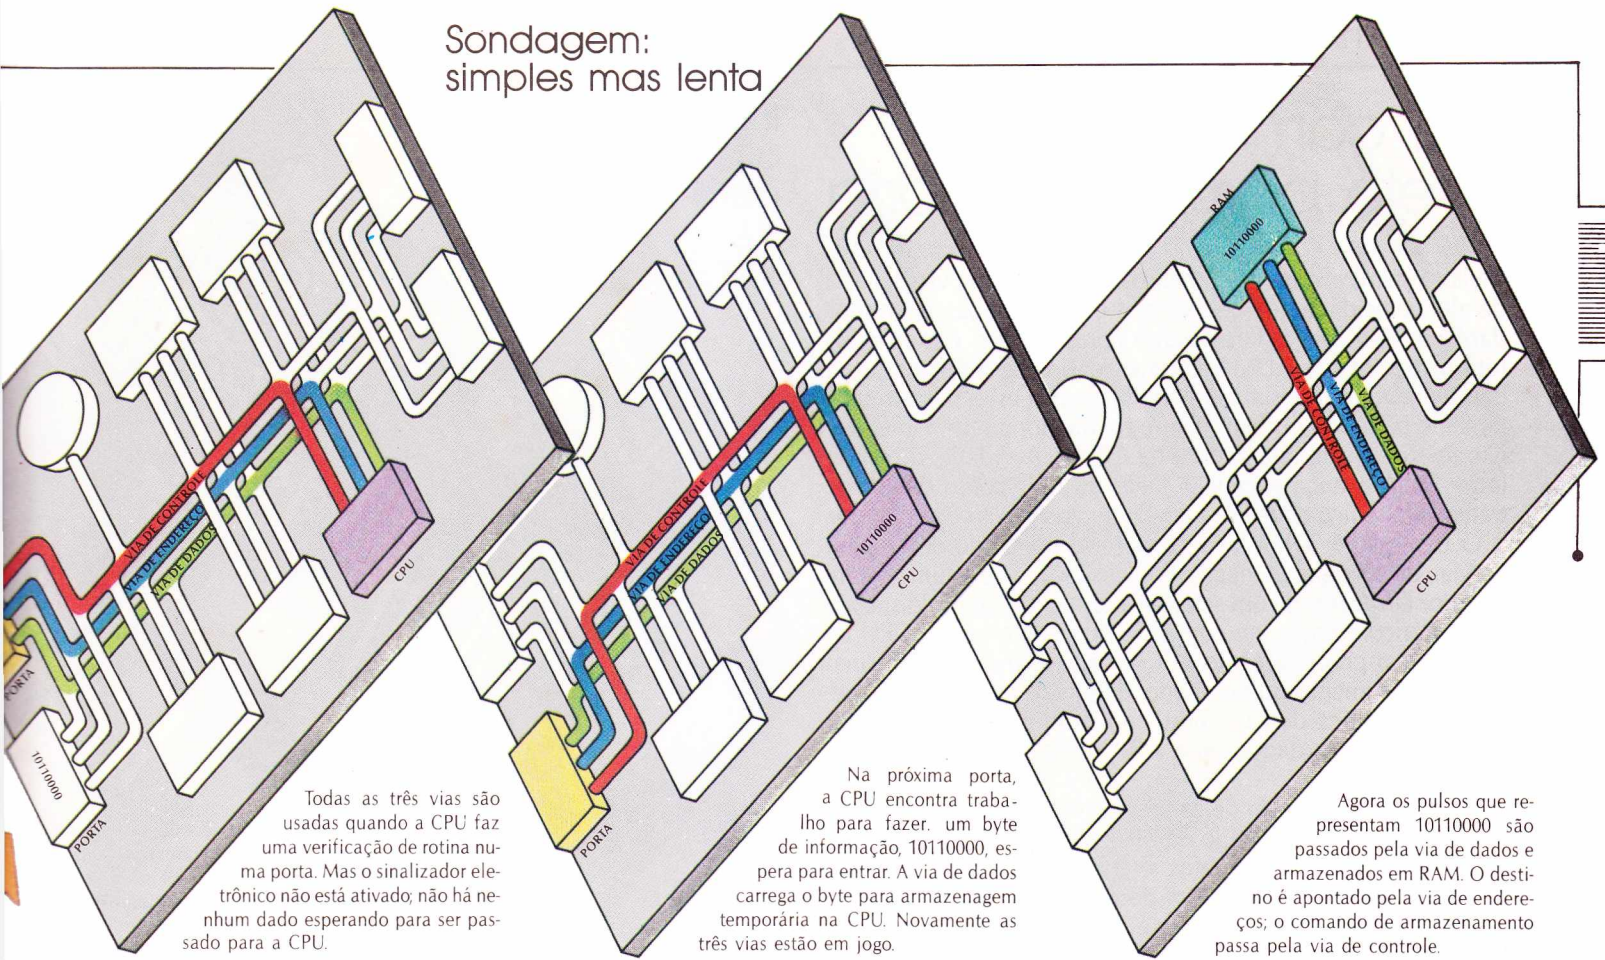 Sondagem:
simples mas lenta
VIA DE CONTROLE
VIA DE ENDEREÇO
VIA DE DADOS
CPU
PORTA
10110000
PORTA
Todas as três vias são
usadas quando a CPU faz
uma verificação de rotina nu-
ma porta. Mas o sinalizador ele-
trônico não está ativado; não há ne-
nhum dado esperando para ser pas-
sado para a CPU.
VIA DE CONTROLE
VIA DE ENDEREÇO
VIA DE DADOS
10110000
CPU
PORTA
Na próxima porta,
a CPU encontra traba-
lho para fazer. um byte
de informação, 10110000, es-
pera para entrar. A via de dados
carrega o byte para armazenagem
temporária na CPU. Novamente as
três vias estão em jogo.
RAM
10110000
VIA DE CONTROLE
VIA DE ENDEREÇO
VIA DE DADOS
CPU
Agora os pulsos que re-
presentam 10110000 são
passados pela via de dados e
armazenados em RAM. O desti-
no é apontado pela via de endere-
ços; o comando de armazenamento
passa pela via de controle.